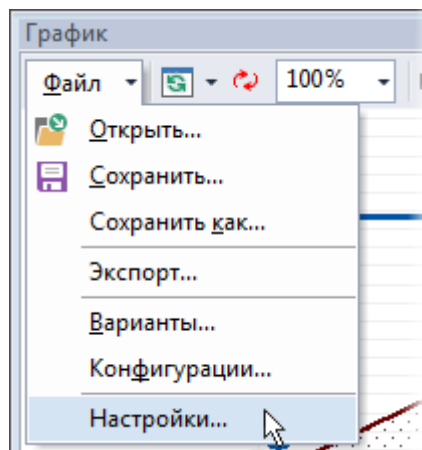 График
Файл 100%
Открыть...
Сохранить...
Сохранить как...
Экспорт...
Варианты...
Конфигурации...
Настройки...